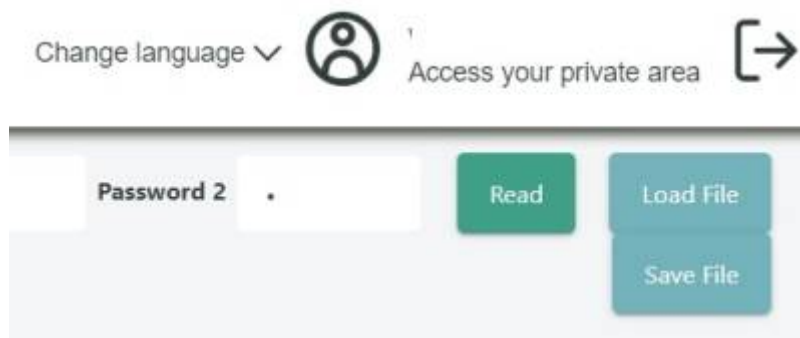 Change language
Access your private area
Password 2
Read
Load File
Save File